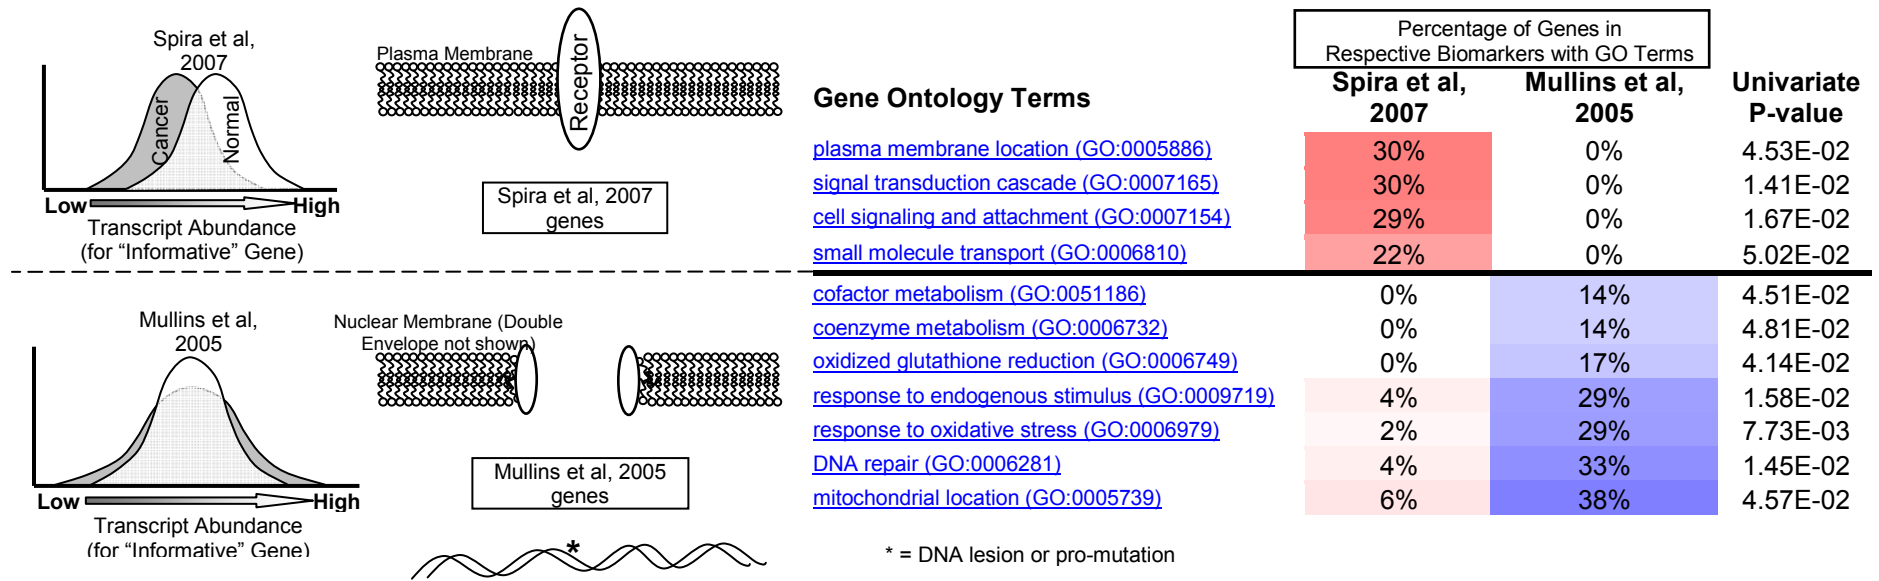 Spira et al,
2007
Cancer
Normal
Low
High
Transcript Abundance
(for “Informative” Gene)
Plasma Membrane
Receptor
Spira et al, 2007
genes
Mullins et al,
2005
Low
High
Transcript Abundance
(for “Informative” Gene)
Nuclear Membrane (Double
Envelope not shown)
Mullins et al, 2005
genes
*
* = DNA lesion or pro-mutation
Percentage of Genes in
Respective Biomarkers with GO Terms
Gene Ontology Terms Spira et al, 2007 Mullins et al, 2005 Univariate P-value
plasma membrane location (GO:0005886) 30% 0% 4.53E-02
signal transduction cascade (GO:0007165) 30% 0% 1.41E-02
cell signaling and attachment (GO:0007154) 29% 0% 1.67E-02
small molecule transport (GO:0006810) 22% 0% 5.02E-02
cofactor metabolism (GO:0051186) 0% 14% 4.51E-02
coenzyme metabolism (GO:0006732) 0% 14% 4.81E-02
oxidized glutathione reduction (GO:0006749) 0% 17% 4.14E-02
response to endogenous stimulus (GO:0009719) 4% 29% 1.58E-02
response to oxidative stress (GO:0006979) 2% 29% 7.73E-03
DNA repair (GO:0006281) 4% 33% 1.45E-02
mitochondrial location (GO:0005739) 6% 38% 4.57E-02